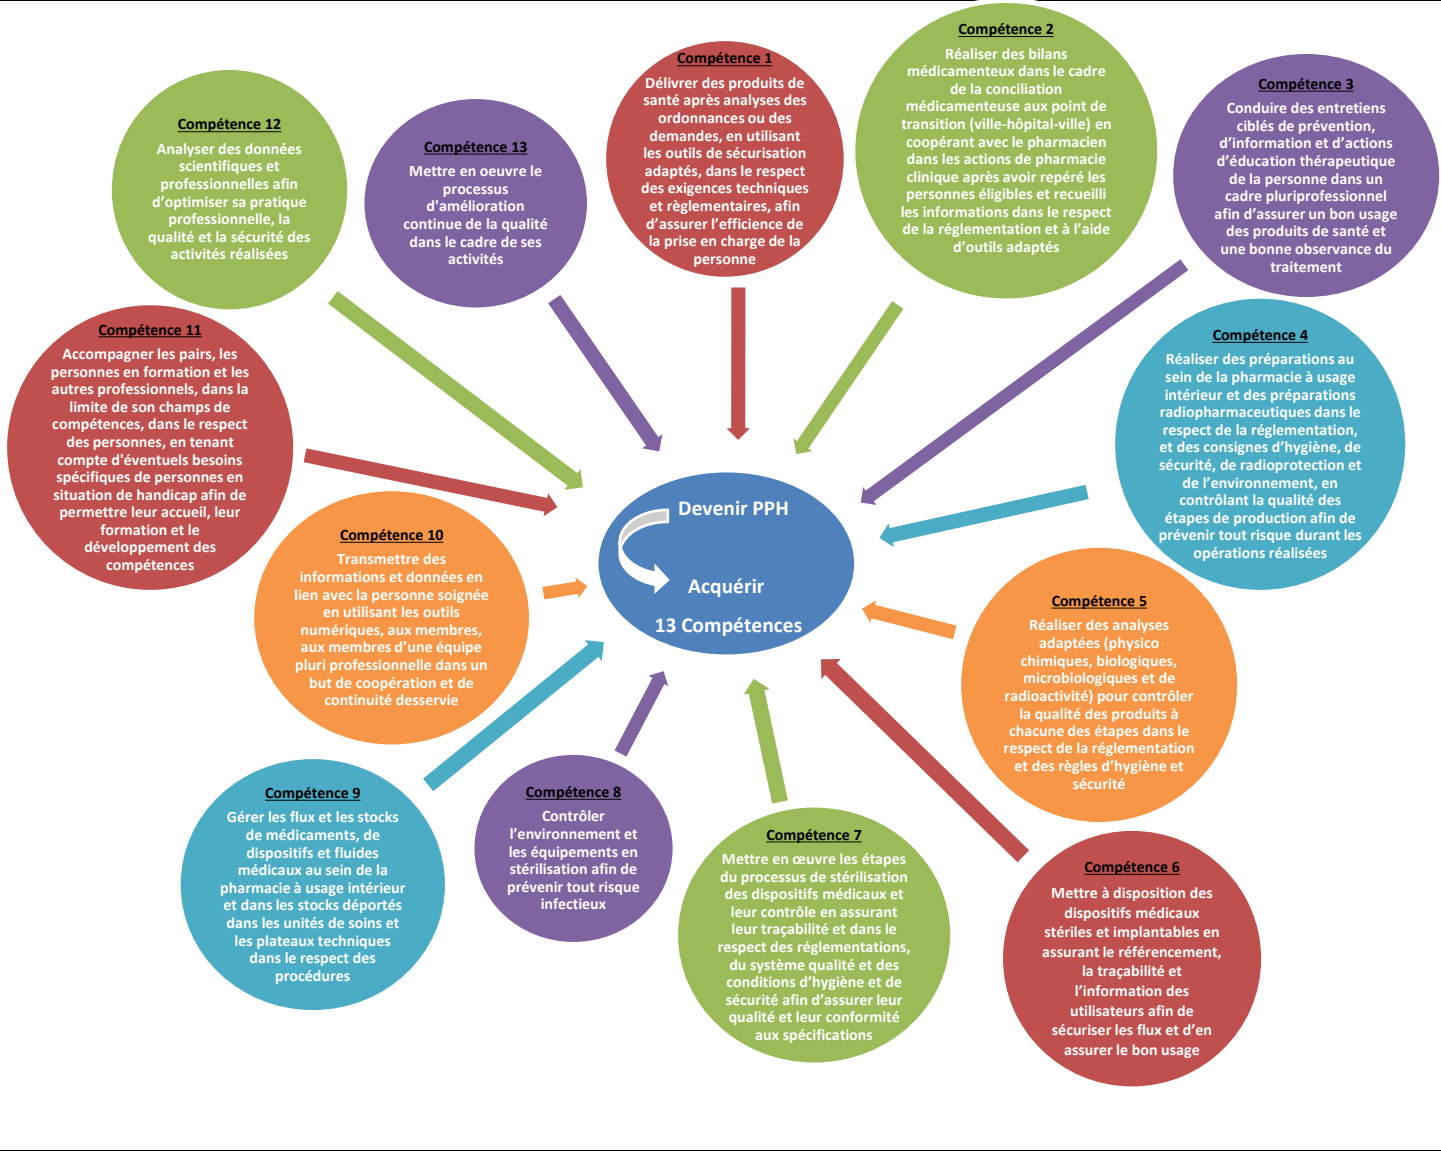 Compétence 1
Délivrer des produits de
santé après analyses des
ordonnances ou des
demandes, en utilisant
les outils de sécurisation
adaptés, dans le respect
des exigences techniques
et règlementaires, afin
d'assurer l'efficience de
la prise en charge de la
personne
Compétence 2
Réaliser des bilans
médicamenteux dans le cadre
de la conciliation
médicamenteuse aux point de
transition (ville-hôpital-ville) en
coopérant avec le pharmacien
dans les actions de pharmacie
clinique après avoir repéré les
personnes éligibles et recueilli
les informations dans le respect
de la réglementation et à l'aide
d'outils adaptés
Compétence 3
Conduire des entretiens
ciblés de prévention,
d'information et d'actions
d'éducation thérapeutique
de la personne dans un
cadre pluriprofessionnel
afin d'assurer un bon usage
des produits de santé et
une bonne observance du
traitement
Compétence 4
Réaliser des préparations au
sein de la pharmacie à usage
intérieur et des préparations
radiopharmaceutiques dans le
respect de la réglementation,
et des consignes d'hygiène, de
sécurité, de radioprotection et
de l'environnement, en
contrôlant la qualité des
étapes de production afin de
prévenir tout risque durant les
opérations réalisées
Compétence 5
Réaliser des analyses
adaptées (physico
chimiques, biologiques,
microbiologiques et de
radioactivité) pour contrôler
la qualité des produits à
chacune des étapes dans le
respect de la réglementation
et des règles d'hygiène et
sécurité
Compétence 6
Mettre à disposition des
dispositifs médicaux
stériles et implantables en
assurant le référencement,
la traçabilité et
l'information des
utilisateurs afin de
sécuriser les flux et d'en
assurer le bon usage
Compétence 7
Mettre en œuvre les étapes
du processus de stérilisation
des dispositifs médicaux et
leur contrôle en assurant
leur traçabilité et dans le
respect des réglementations,
du système qualité et des
conditions d'hygiène et de
sécurité afin d'assurer leur
qualité et leur conformité
aux spécifications
Compétence 8
Contrôler
l'environnement et
les équipements en
stérilisation afin de
prévenir tout risque
infectieux
Compétence 9
Gérer les flux et les stocks
de médicaments, de
dispositifs et fluides
médicaux au sein de la
pharmacie à usage intérieur
et dans les stocks déportés
dans les unités de soins et
les plateaux techniques
dans le respect des
procédures
Compétence 10
Transmettre des
informations et données en
lien avec la personne soignée
en utilisant les outils
numériques, aux membres,
aux membres d'une équipe
pluri professionnelle dans un
but de coopération et de
continuité desservie
Compétence 11
Accompagner les pairs, les
personnes en formation et les
autres professionnels, dans la
limite de son champs de
compétences, dans le respect
des personnes, en tenant
compte d'éventuels besoins
spécifiques de personnes en
situation de handicap afin de
permettre leur accueil, leur
formation et le
développement des
compétences
Compétence 12
Analyser des données
scientifiques et
professionnelles afin
d'optimiser sa pratique
professionnelle, la
qualité et la sécurité des
activités réalisées
Compétence 13
Mettre en oeuvre le
processus
d'amélioration
continue de la qualité
dans le cadre de ses
activités
Devenir PPH
Acquérir
13 Compétences